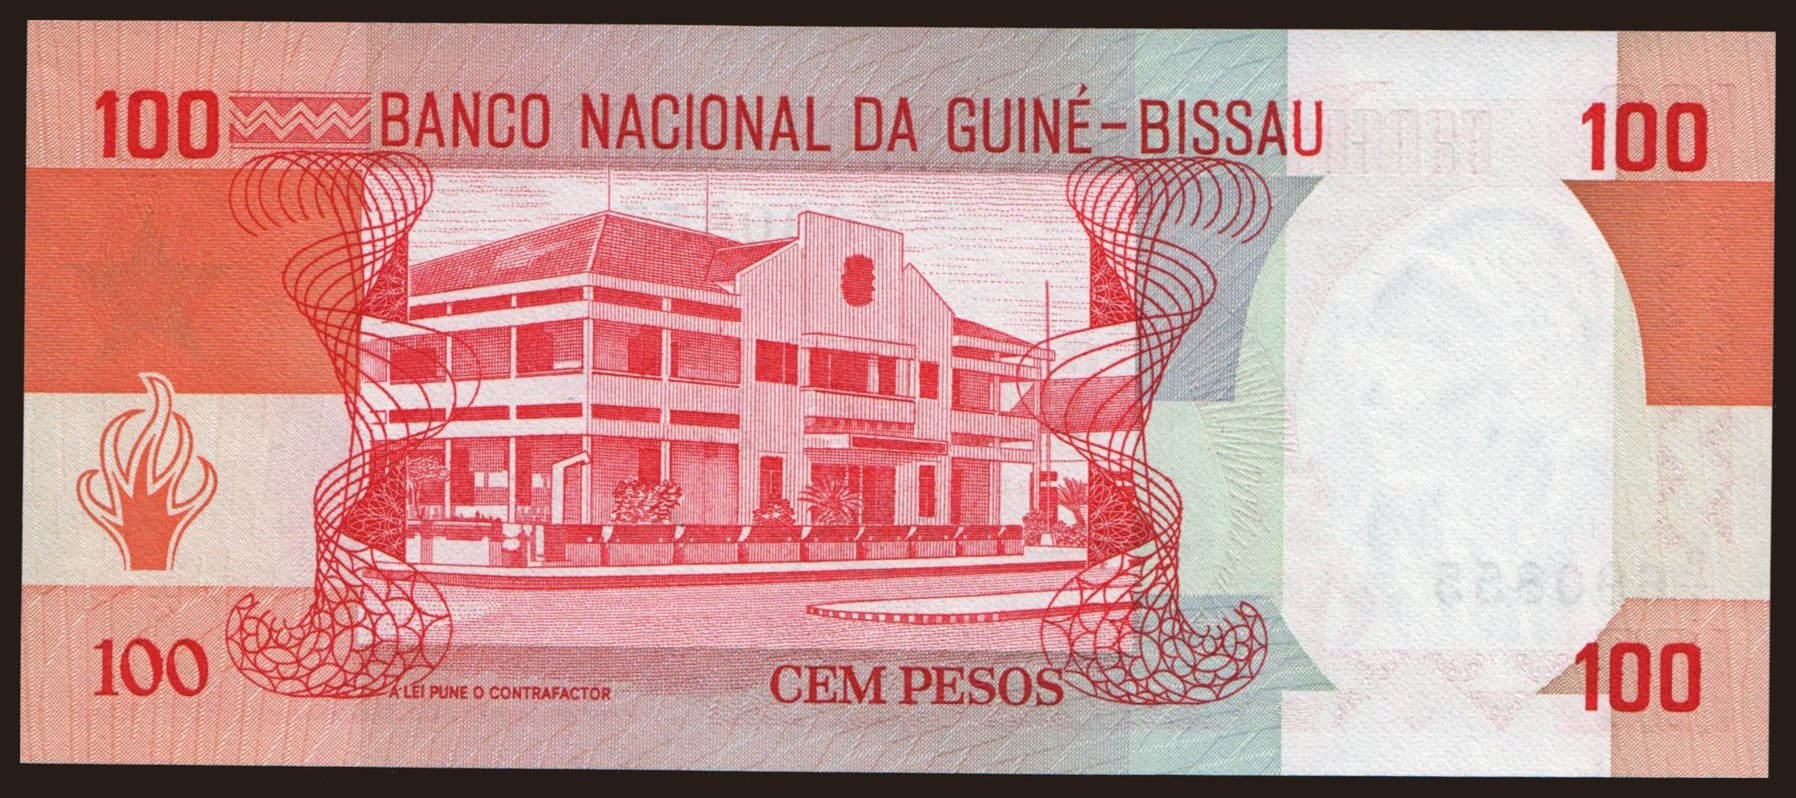 100 BANCO NACIONAL DA GUINÉ-BISSAU 100
100 A LEI PUNE O CONTRAFACTOR CEM PESOS 100